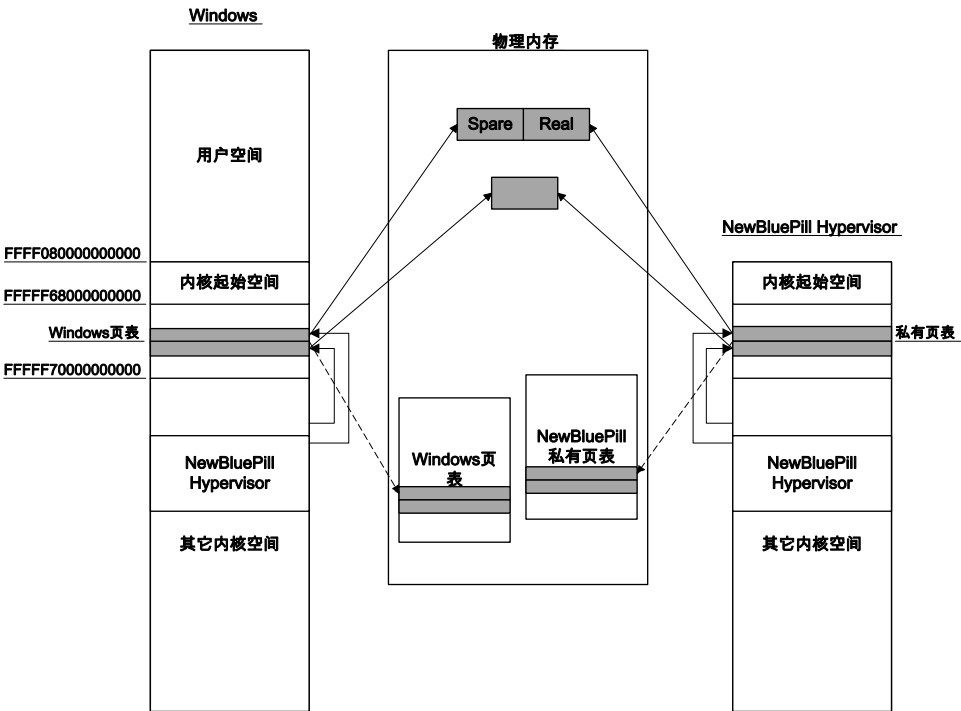 Windows
物理内存
Spare
Real
用户空间
NewBluePill Hypervisor
FFFF080000000000
内核起始空间
内核起始空间
FFFFF68000000000
Windows页表
私有页表
FFFFF70000000000
NewBluePill
私有页表
Windows页
表
NewBluePill
Hypervisor
NewBluePill
Hypervisor
其它内核空间
其它内核空间